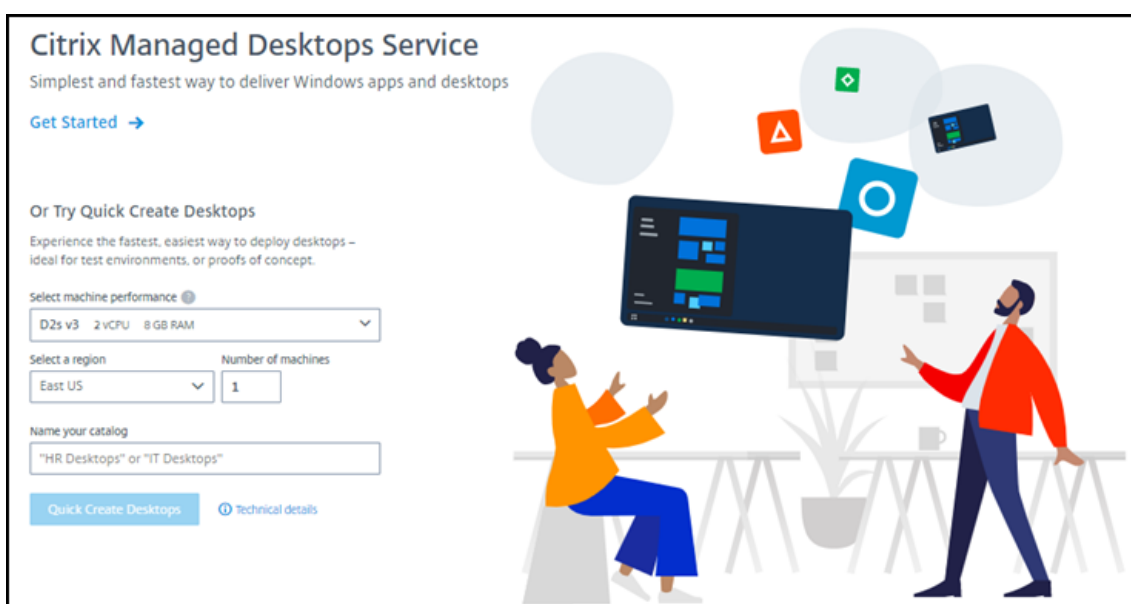 Citrix Managed Desktops Service
Simplest and fastest way to deliver Windows apps and desktops
Get Started →
Or Try Quick Create Desktops
Experience the fastest, easiest way to deploy desktops –
ideal for test environments, or proofs of concept.
Select machine performance ?
D2s v3 2 vCPU 8 GB RAM
Select a region Number of machines
East US 1
Name your catalog
"HR Desktops" or "IT Desktops"
Quick Create Desktops Technical details